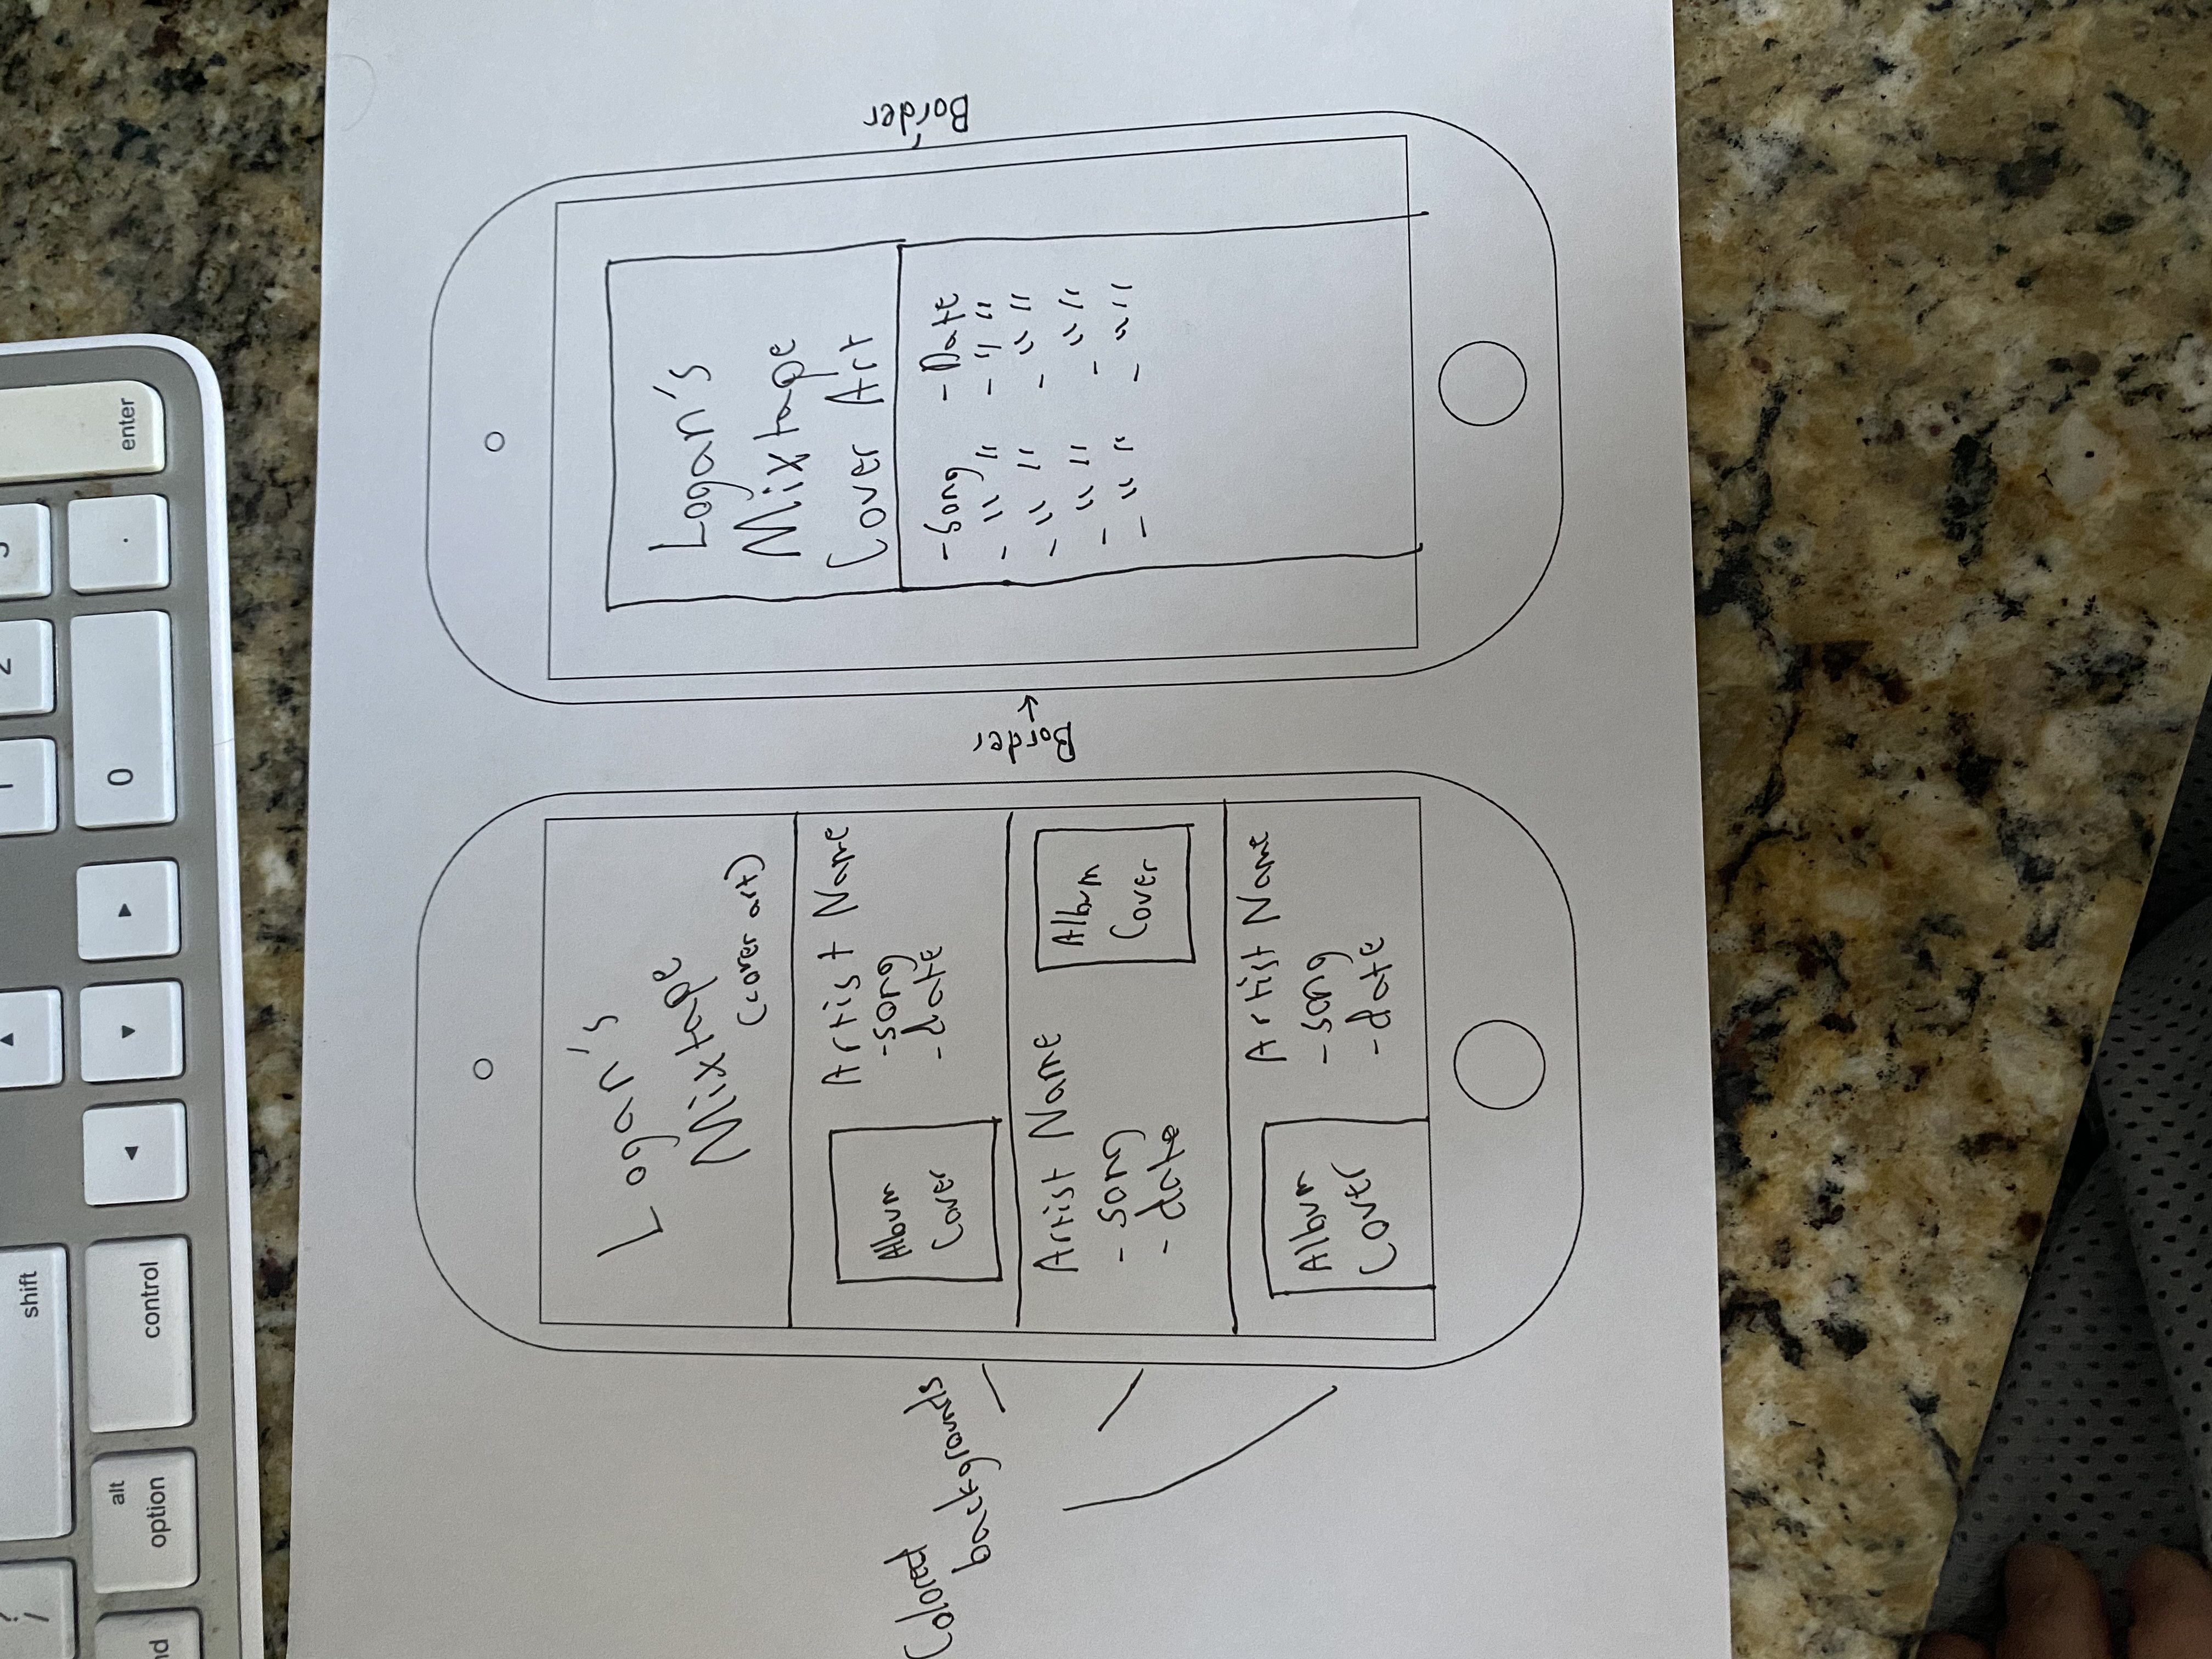 ?
/
shift
1
2
3
alt
option
control
0
.
enter
Logan's
Mixtape
(cover art)
Artist Name
-song
-date
Album
Cover
Artist Name
- song
- date
Album
Cover
Artist Name
- song
- date
Album
Cover
Colored
backgrounds
Border
Logan's
Mixtape
Cover Art
- Song - Date
- " " - " "
- " " - " "
- " " - " "
- " " - " "
Border